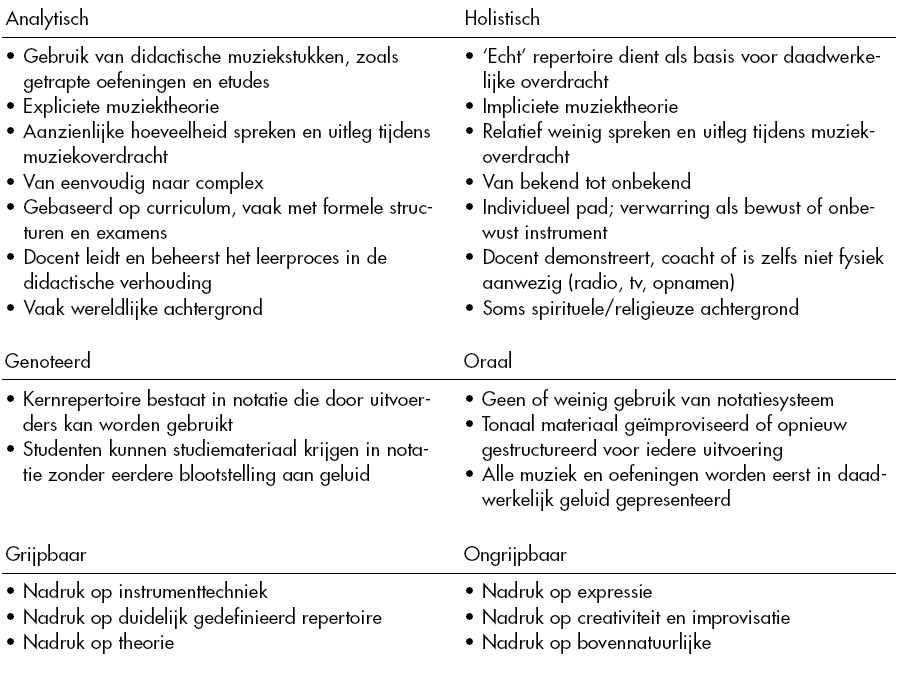 Analytisch
• Gebruik van didactische muziekstukken, zoals
getrapte oefeningen en etudes
• Expliciete muziektheorie
• Aanzienlijke hoeveelheid spreken en uitleg tijdens
muziekoverdracht
• Van eenvoudig naar complex
• Gebaseerd op curriculum, vaak met formele struc-
turen en examens
• Docent leidt en beheerst het leerproces in de
didactische verhouding
• Vaak wereldlijke achtergrond
Holistisch
• ‘Echt’ repertoire dient als basis voor daadwerke-
lijke overdracht
• Impliciete muziektheorie
• Relatief weinig spreken en uitleg tijdens muziek-
overdracht
• Van bekend tot onbekend
• Individueel pad; verwarring als bewust of onbe-
wust instrument
• Docent demonstreert, coacht of is zelfs niet fysiek
aanwezig (radio, tv, opnamen)
• Soms spirituele/religieuze achtergrond
Genoteerd
• Kernrepertoire bestaat in notatie die door uitvoer-
ders kan worden gebruikt
• Studenten kunnen studiemateriaal krijgen in nota-
tie zonder eerdere blootstelling aan geluid
Oraal
• Geen of weinig gebruik van notatiesysteem
• Tonaal materiaal geïmproviseerd of opnieuw
gestructureerd voor iedere uitvoering
• Alle muziek en oefeningen worden eerst in daad-
werkelijk geluid gepresenteerd
Grijpbaar
• Nadruk op instrumenttechniek
• Nadruk op duidelijk gedefinieerd repertoire
• Nadruk op theorie
Ongrijpbaar
• Nadruk op expressie
• Nadruk op creativiteit en improvisatie
• Nadruk op bovennatuurlijke